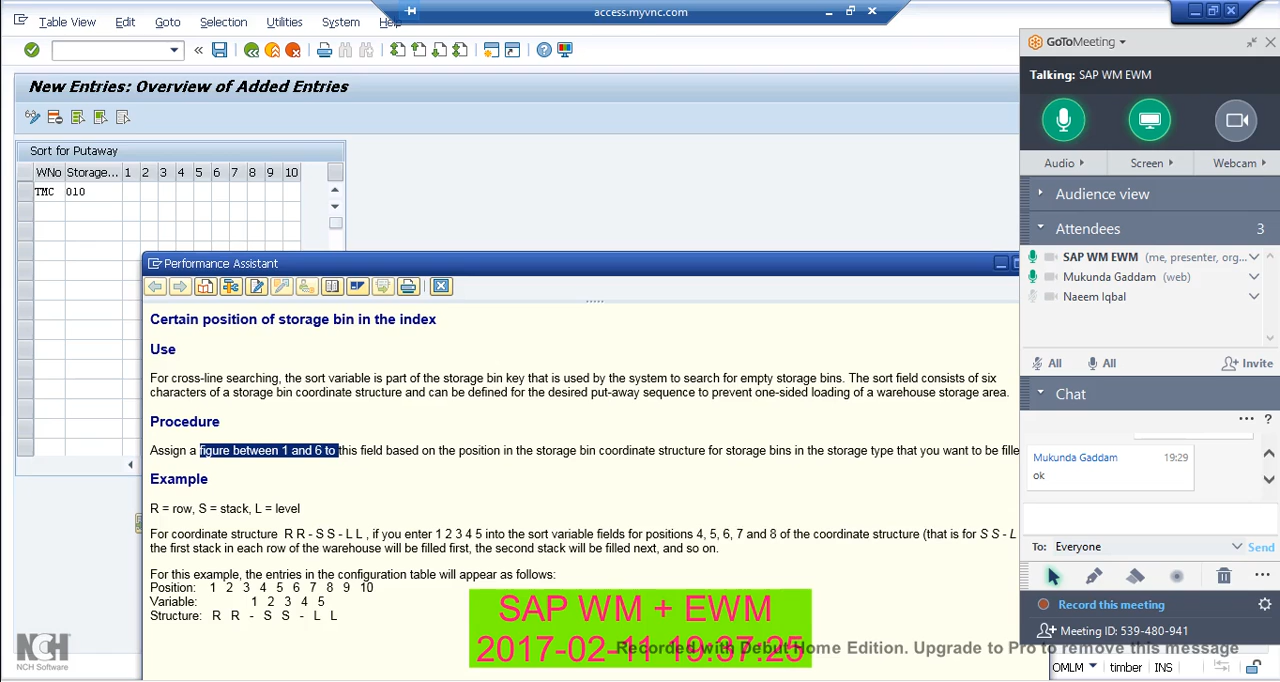 access.myvnc.com
Table View Edit Goto Selection Utilities System Help
New Entries: Overview of Added Entries
Sort for Putaway
WNo Storage... 1 2 3 4 5 6 7 8 9 10
TMC 010
Performance Assistant
Certain position of storage bin in the index
Use
For cross-line searching, the sort variable is part of the storage bin key that is used by the system to search for empty storage bins. The sort field consists of six
characters of a storage bin coordinate structure and can be defined for the desired put-away sequence to prevent one-sided loading of a warehouse storage area.
Procedure
Assign a figure between 1 and 6 to this field based on the position in the storage bin coordinate structure for storage bins in the storage type that you want to be fille
Example
R = row, S = stack, L = level
For coordinate structure R R - S S - L L , if you enter 1 2 3 4 5 into the sort variable fields for positions 4, 5, 6, 7 and 8 of the coordinate structure (that is for S S - L
the first stack in each row of the warehouse will be filled first, the second stack will be filled next, and so on.
For this example, the entries in the configuration table will appear as follows:
Position: 1 2 3 4 5 6 7 8 9 10
Variable: 1 2 3 4 5
Structure: R R - S S - L L
SAP WM + EWM
2017-02-11 19:37:25
Recorded with Debut Home Edition. Upgrade to Pro to remove this message
NCH
NCH Software
GoToMeeting
Talking: SAP WM EWM
Audio Screen Webcam
Audience view
Attendees 3
SAP WM EWM (me, presenter, org...
Mukunda Gaddam (web)
Naeem Iqbal
All All Invite
Chat
... ?
Mukunda Gaddam 19:29
ok
To: Everyone Send
Record this meeting
Meeting ID: 539-480-941
OMLM timber INS